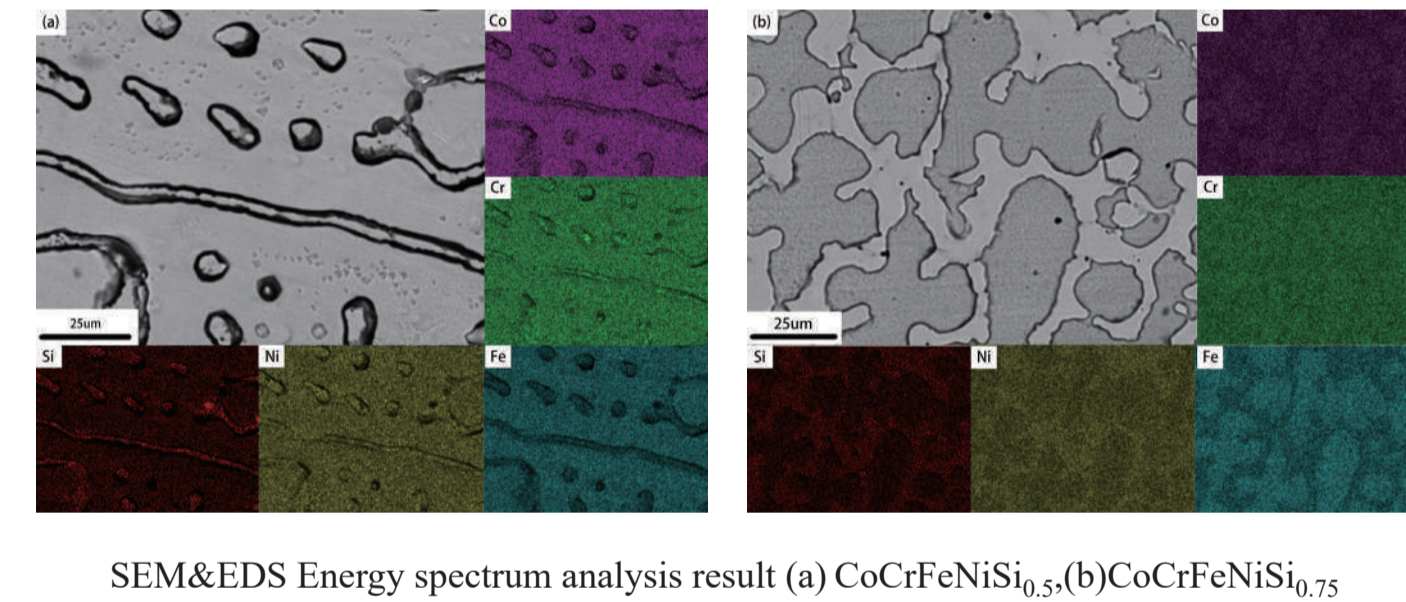 (a)
Co
Cr
25um
Si
Ni
Fe
(b)
Co
Cr
25um
Si
Ni
Fe
SEM&EDS Energy spectrum analysis result (a) CoCrFeNiSi₀.₅,(b)CoCrFeNiSi₀.₇₅